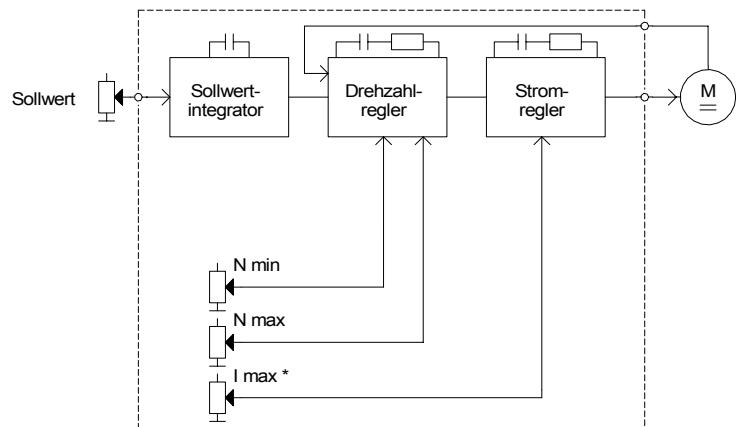 Sollwert
Sollwert-
integrator
Drehzahl-
regler
Strom-
regler
M
N min
N max
I max *